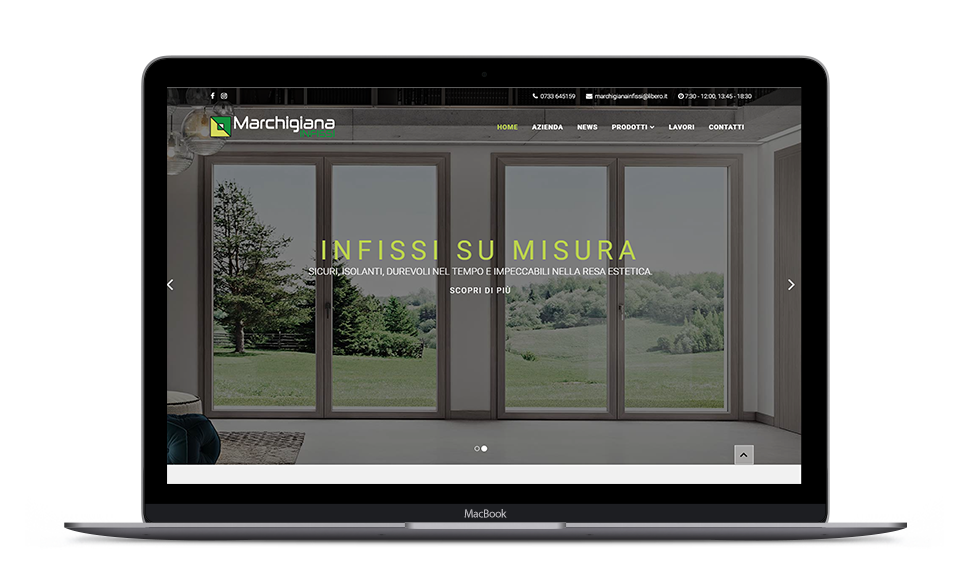 0733 645159 marchigianainfissi@libero.it 7:30 - 12:00, 13:45 - 18:30
Marchigiana
INFISSI
HOME AZIENDA NEWS PRODOTTI LAVORI CONTATTI
INFISSI SU MISURA
SICURI, ISOLANTI, DUREVOLI NEL TEMPO E IMPECCABILI NELLA RESA ESTETICA.
SCOPRI DI PIÙ
MacBook